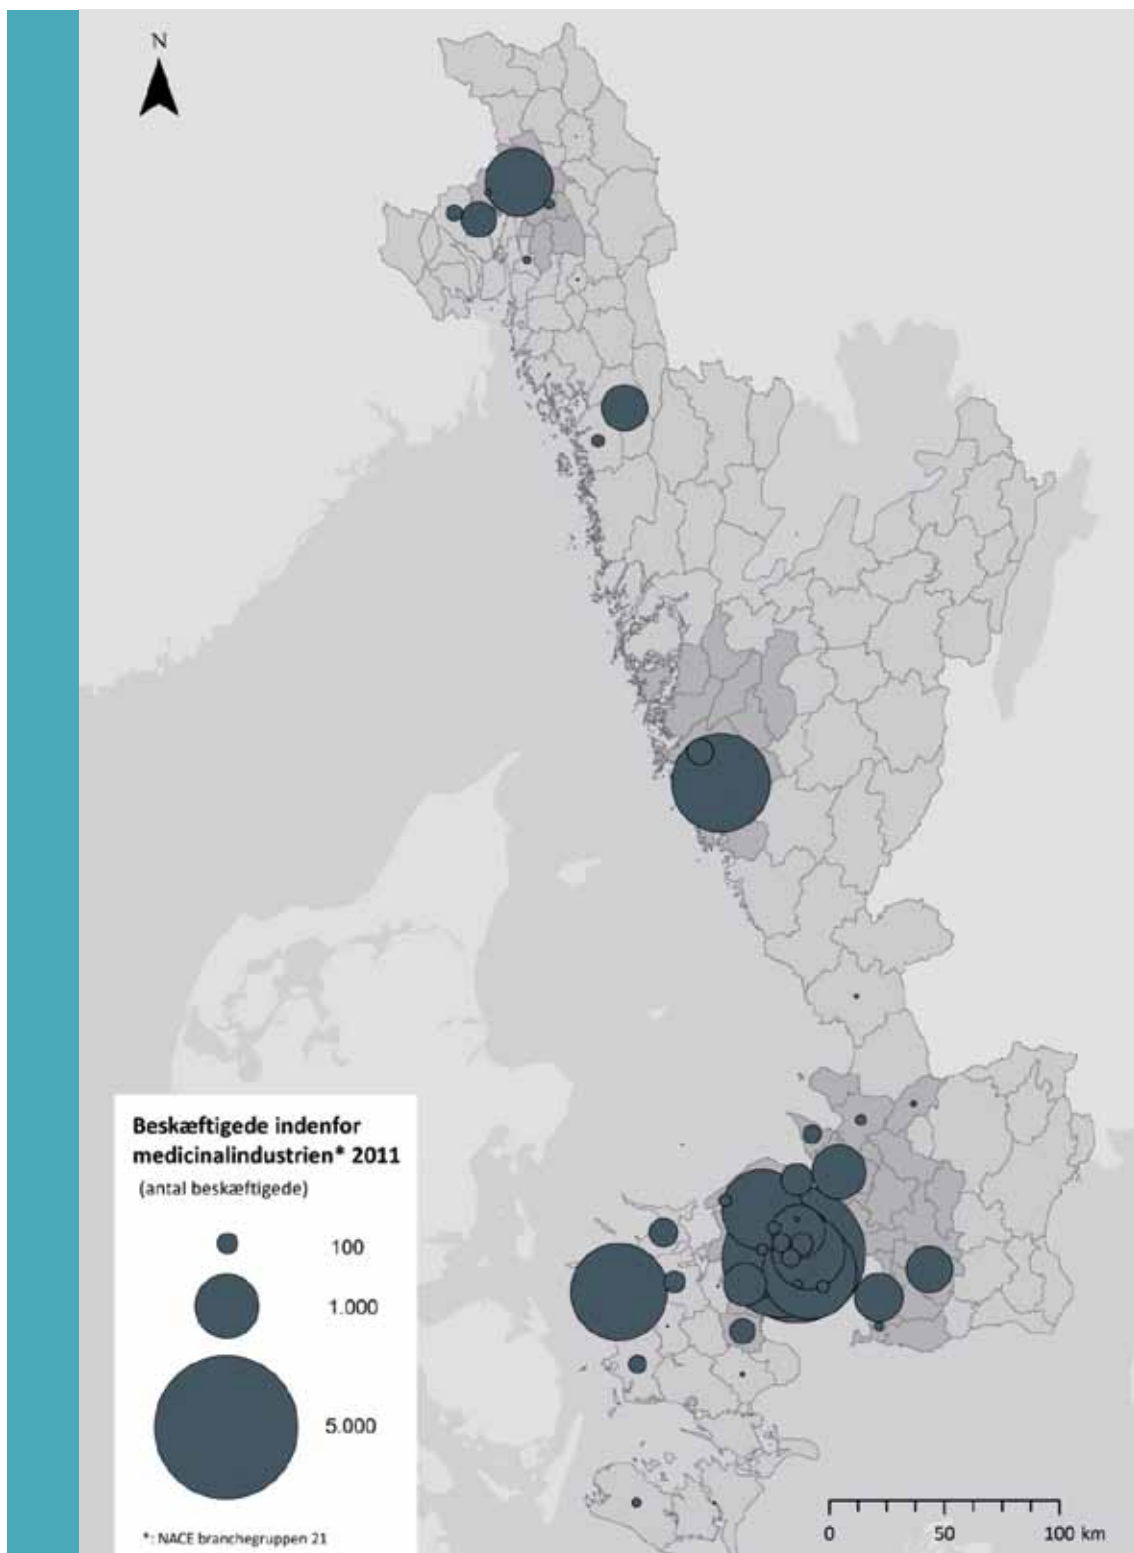 N
Beskæftigede indenfor
medicinalindustrien* 2011
(antal beskæftigede)
100
1.000
5.000
*: NACE branchegruppen 21
0 50 100 km